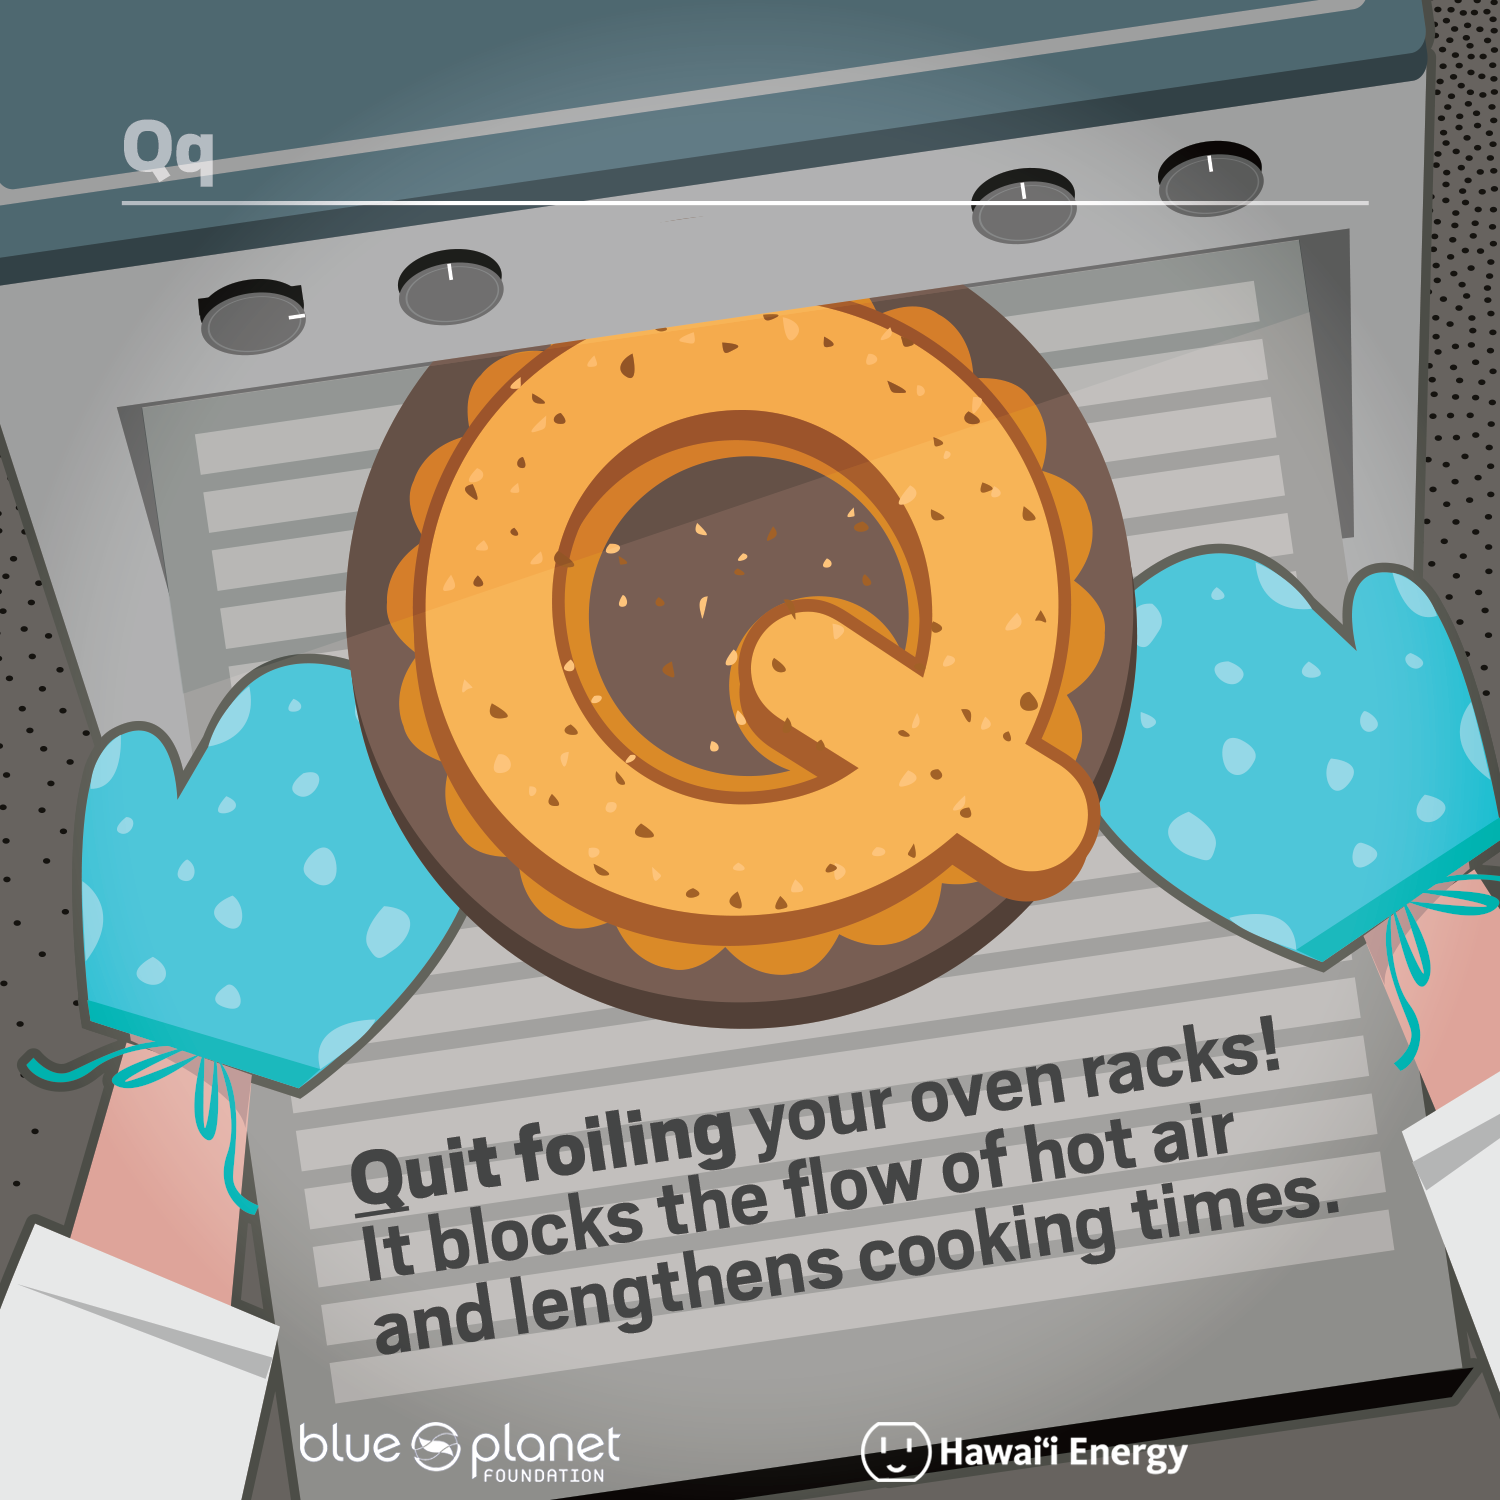 Qq
Quit foiling your oven racks!
It blocks the flow of hot air
and lengthens cooking times.
blue planet
FOUNDATION
Hawai‘i Energy